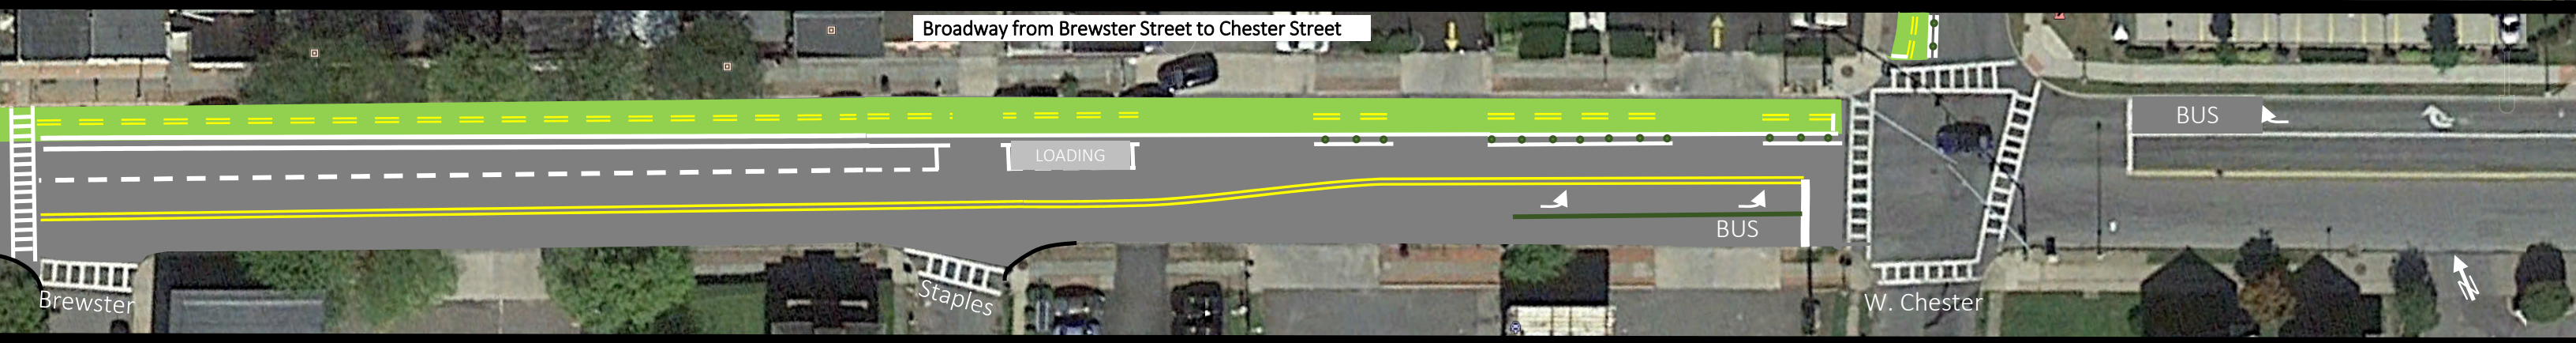 Broadway from Brewster Street to Chester Street
BUS
LOADING
BUS
Brewster
Staples
W. Chester
N